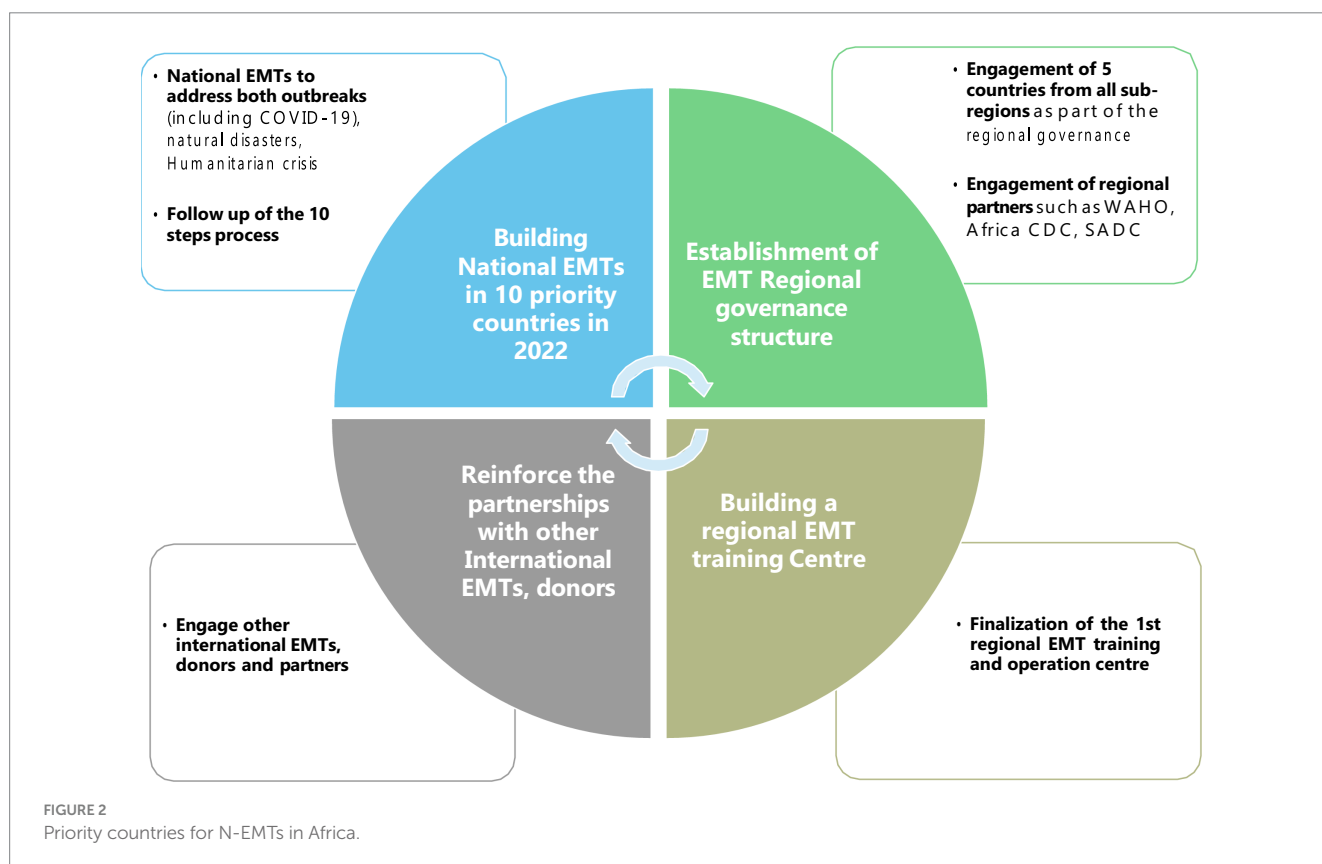 • National EMTs to
address both outbreaks
(including COVID-19),
natural disasters,
Humanitarian crisis
• Follow up of the 10
steps process
Building
National EMTs
in 10 priority
countries in
2022
Establishment of
EMT Regional
governance
structure
• Engagement of 5
countries from all sub-
regions as part of the
regional governance
• Engagement of regional
partners such as WAHO,
Africa CDC, SADC
• Engage other
international EMTs,
donors and partners
Reinforce the
partnerships
with other
International
EMTs, donors
Building a
regional EMT
training Centre
• Finalization of the 1st
regional EMT training
and operation centre
FIGURE 2
Priority countries for N-EMTs in Africa.